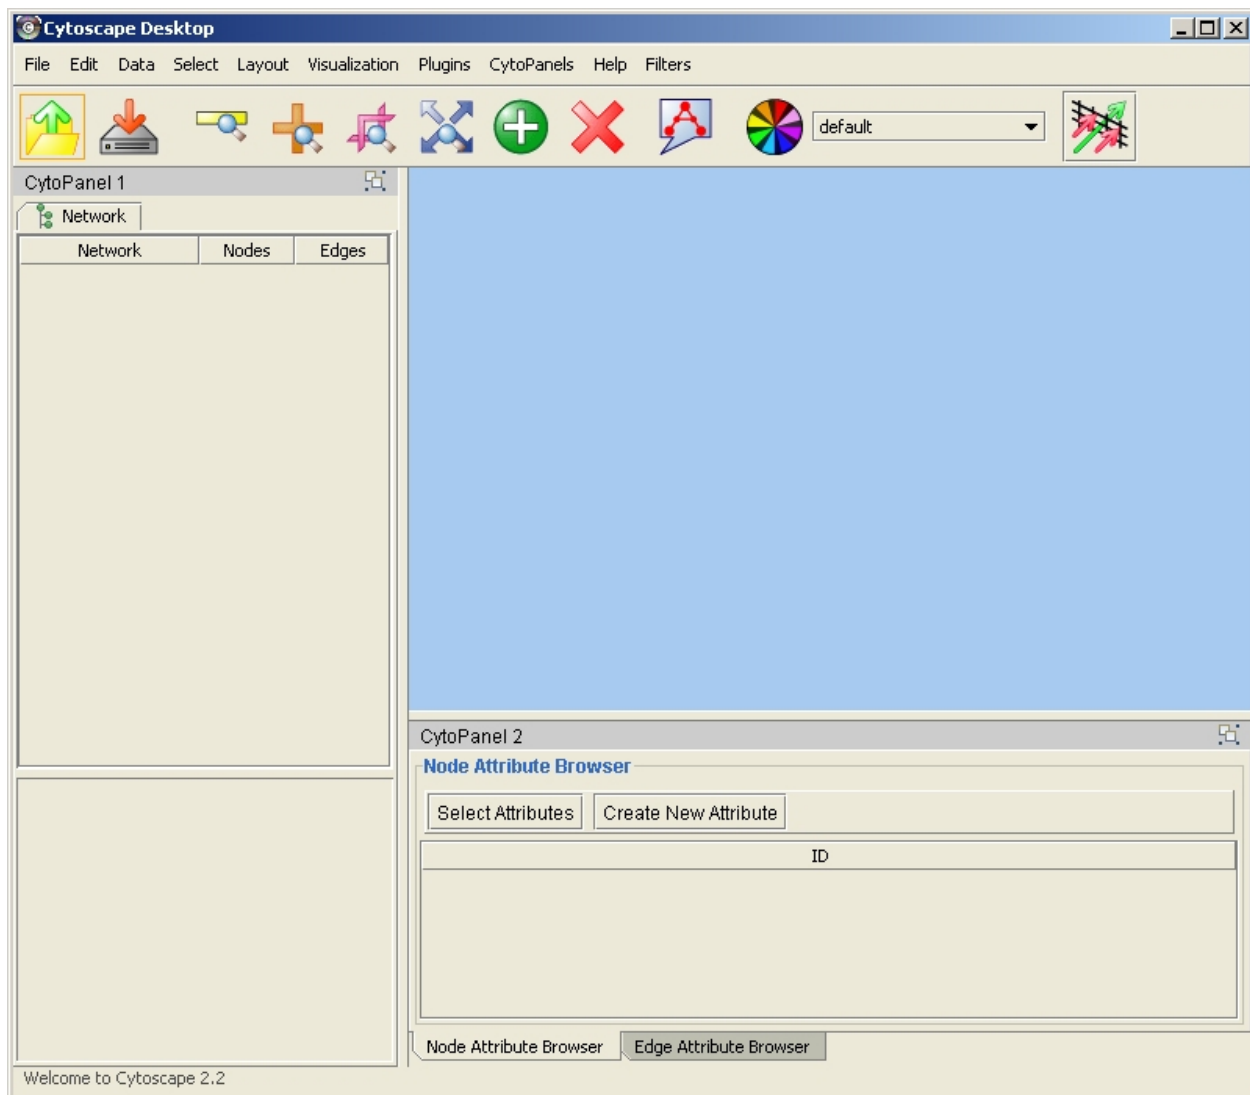 Cytoscape Desktop
File Edit Data Select Layout Visualization Plugins CytoPanels Help Filters
default
CytoPanel 1
Network
Network Nodes Edges
CytoPanel 2
Node Attribute Browser
Select Attributes Create New Attribute
ID
Node Attribute Browser Edge Attribute Browser
Welcome to Cytoscape 2.2